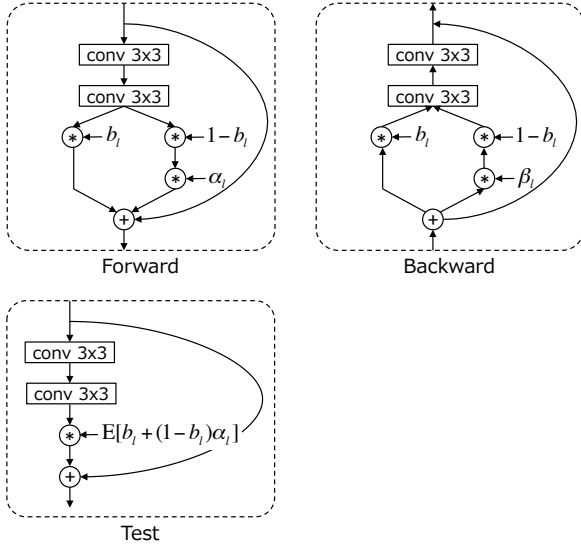 conv 3x3
conv 3x3
* b_l * 1−b_l
* α_l
+
Forward
conv 3x3
conv 3x3
* b_l * 1−b_l
* β_l
+
Backward
conv 3x3
conv 3x3
* E[b_l+(1−b_l)α_l]
+
Test